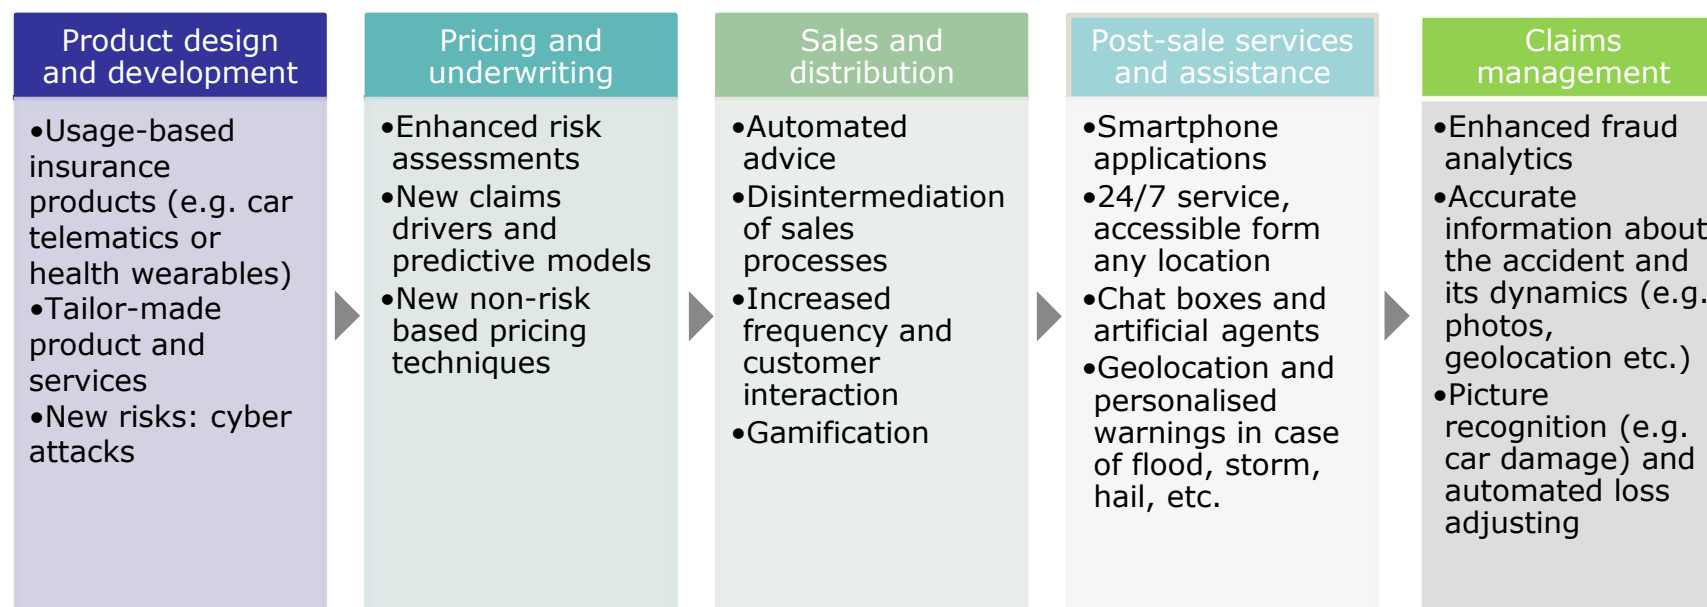 Product design
and development
•Usage-based
insurance
products (e.g. car
telematics or
health wearables)
•Tailor-made
product and
services
•New risks: cyber
attacks
Pricing and
underwriting
•Enhanced risk
assessments
•New claims
drivers and
predictive models
•New non-risk
based pricing
techniques
Sales and
distribution
•Automated
advice
•Disintermediation
of sales
processes
•Increased
frequency and
customer
interaction
•Gamification
Post-sale services
and assistance
•Smartphone
applications
•24/7 service,
accessible form
any location
•Chat boxes and
artificial agents
•Geolocation and
personalised
warnings in case
of flood, storm,
hail, etc.
Claims
management
•Enhanced fraud
analytics
•Accurate
information about
the accident and
its dynamics (e.g.
photos,
geolocation etc.)
•Picture
recognition (e.g.
car damage) and
automated loss
adjusting